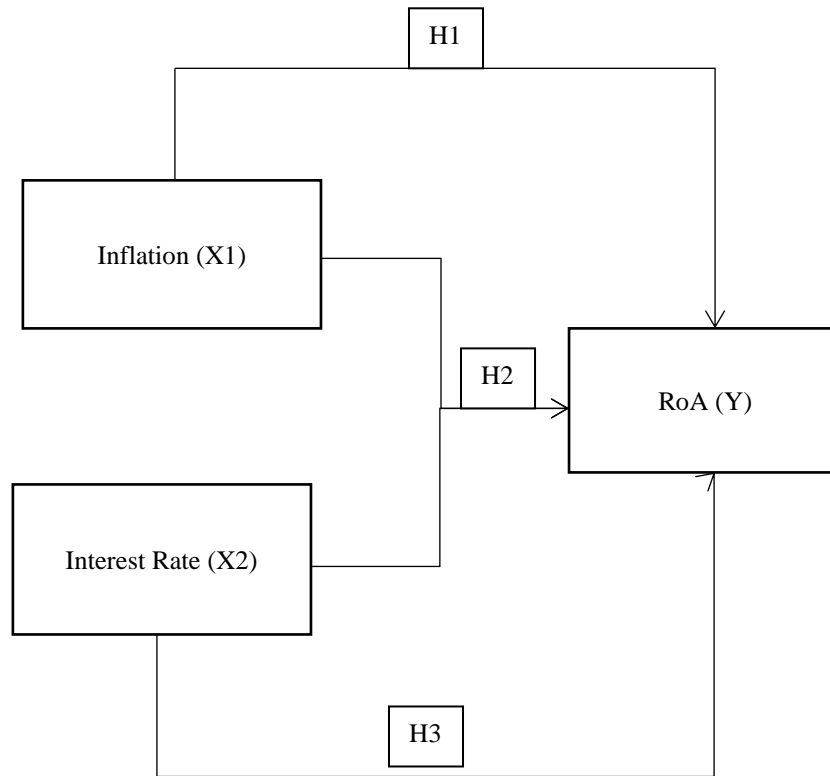 H1
Inflation (X1)
H2
RoA (Y)
Interest Rate (X2)
H3